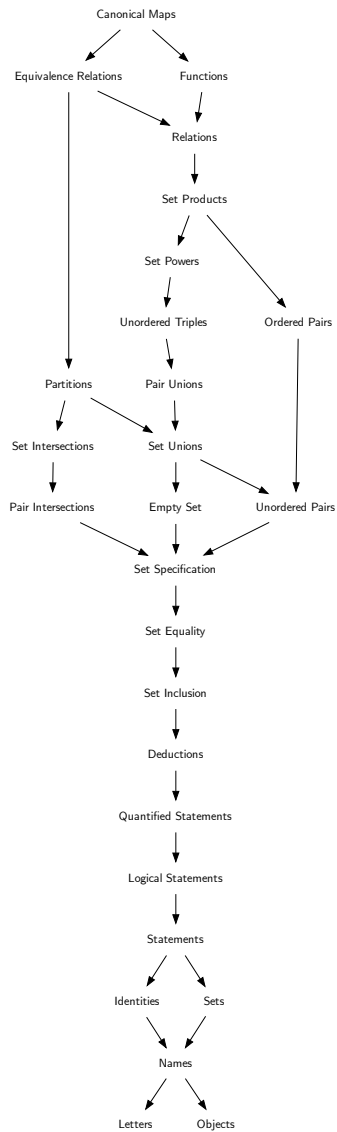 Canonical Maps
Equivalence Relations Functions
Relations
Set Products
Set Powers
Unordered Triples Ordered Pairs
Partitions Pair Unions
Set Intersections Set Unions
Pair Intersections Empty Set Unordered Pairs
Set Specification
Set Equality
Set Inclusion
Deductions
Quantified Statements
Logical Statements
Statements
Identities Sets
Names
Letters Objects